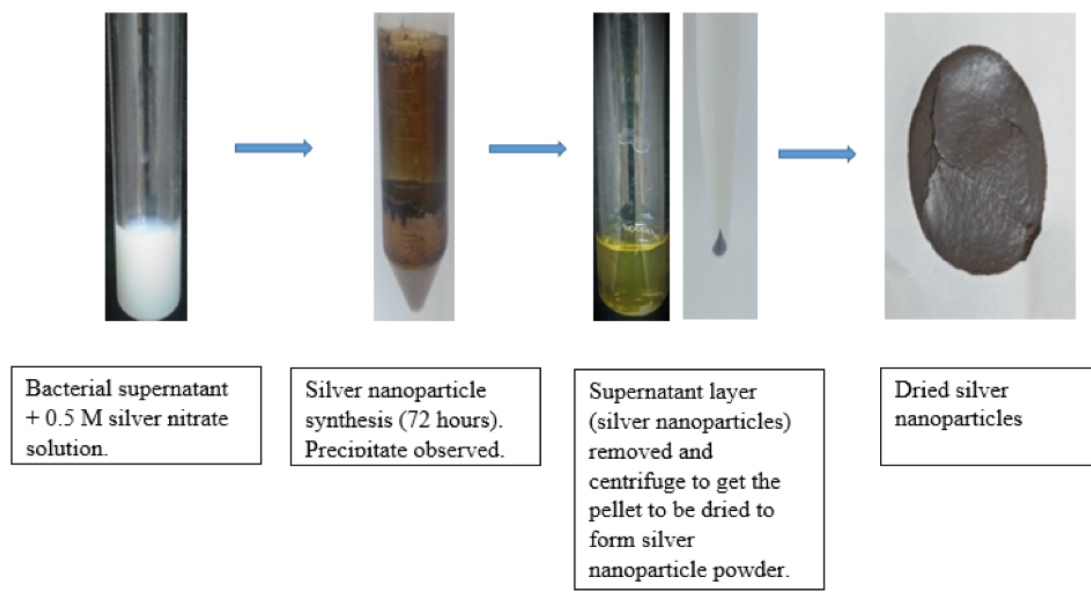 Bacterial supernatant
+ 0.5 M silver nitrate
solution.
Silver nanoparticle
synthesis (72 hours).
Precipitate observed.
Supernatant layer
(silver nanoparticles)
removed and
centrifuge to get the
pellet to be dried to
form silver
nanoparticle powder.
Dried silver
nanoparticles